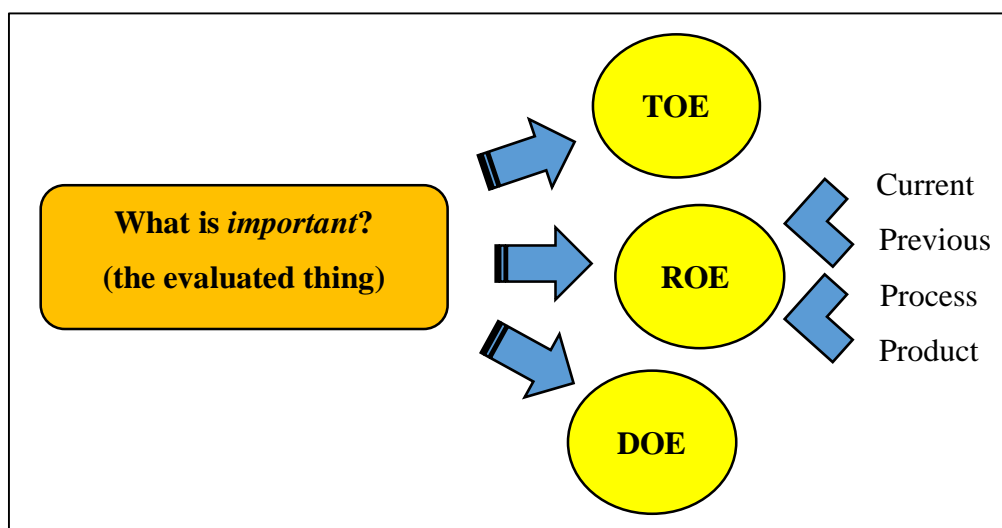 What is important?
(the evaluated thing)
TOE
ROE
DOE
Current
Previous
Process
Product